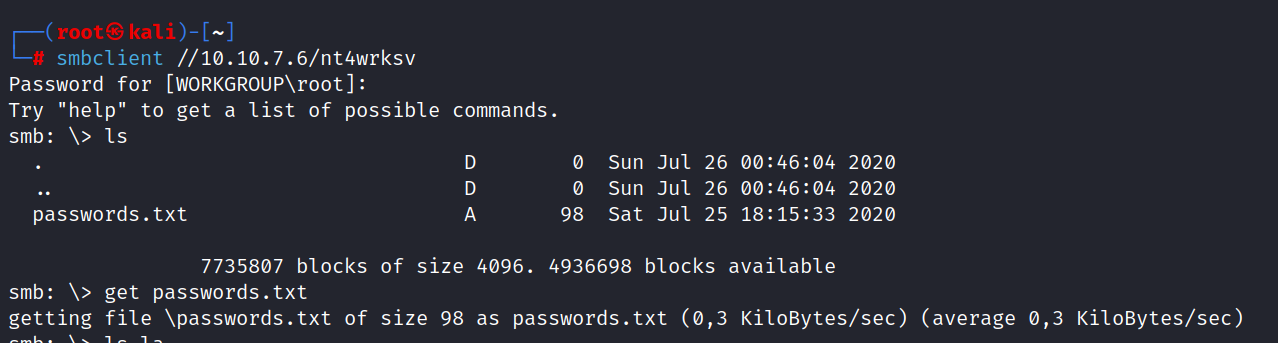 ┌──(root㉿kali)-[~]
└─# smbclient //10.10.7.6/nt4wrksv
Password for [WORKGROUP\root]:
Try "help" to get a list of possible commands.
smb: \> ls
  .                                   D        0  Sun Jul 26 00:46:04 2020
  ..                                  D        0  Sun Jul 26 00:46:04 2020
  passwords.txt                       A       98  Sat Jul 25 18:15:33 2020
7735807 blocks of size 4096. 4936698 blocks available
smb: \> get passwords.txt
getting file \passwords.txt of size 98 as passwords.txt (0,3 KiloBytes/sec) (average 0,3 KiloBytes/sec)
smb: \> ls la